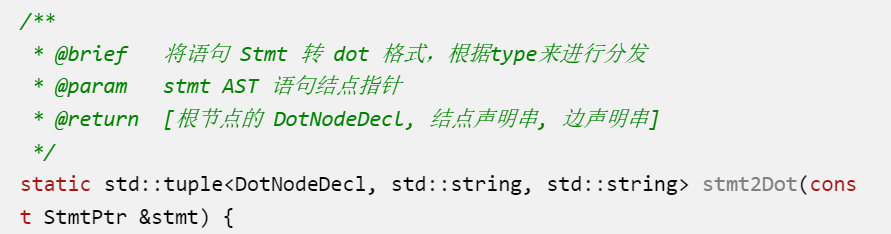 /**
 * @brief   将语句 Stmt 转 dot 格式，根据type来进行分发
 * @param   stmt AST 语句结点指针
 * @return  [根节点的 DotNodeDecl, 结点声明串, 边声明串]
 */
static std::tuple<DotNodeDecl, std::string, std::string> stmt2Dot(cons
t StmtPtr &stmt) {